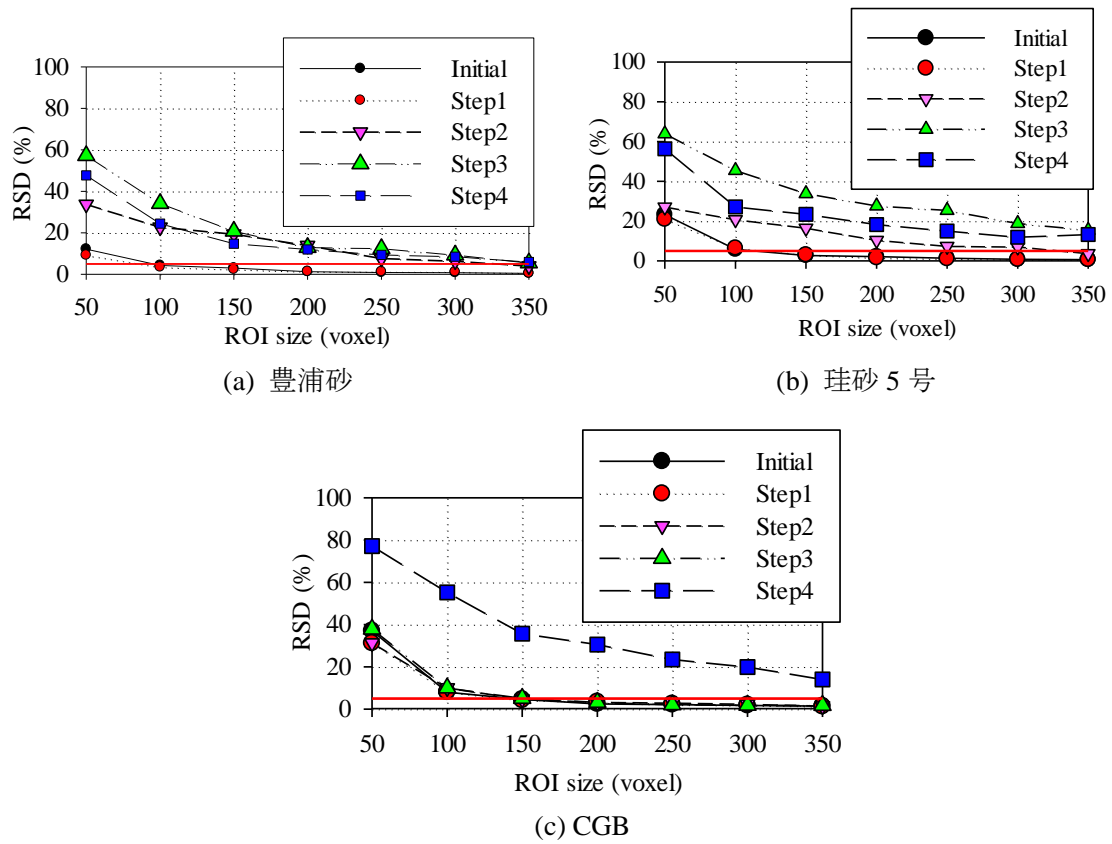 100
80
60
40
20
0
RSD (%)
50 100 150 200 250 300 350
ROI size (voxel)
Initial
Step1
Step2
Step3
Step4
(a) 豊浦砂
100
80
60
40
20
0
RSD (%)
50 100 150 200 250 300 350
ROI size (voxel)
Initial
Step1
Step2
Step3
Step4
(b) 珪砂 5 号
100
80
60
40
20
0
RSD (%)
50 100 150 200 250 300 350
ROI size (voxel)
Initial
Step1
Step2
Step3
Step4
(c) CGB